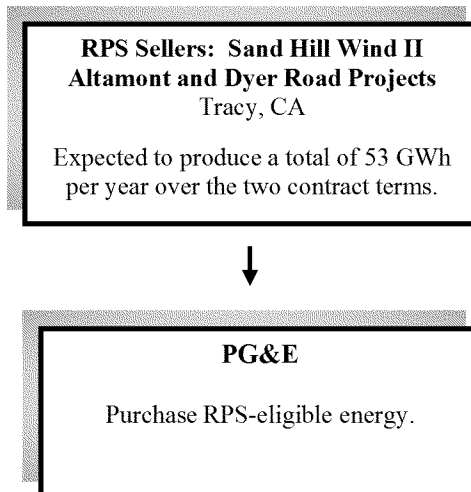 RPS Sellers:  Sand Hill Wind II
Altamont and Dyer Road Projects
Tracy, CA
Expected to produce a total of 53 GWh
per year over the two contract terms.
PG&E
Purchase RPS-eligible energy.